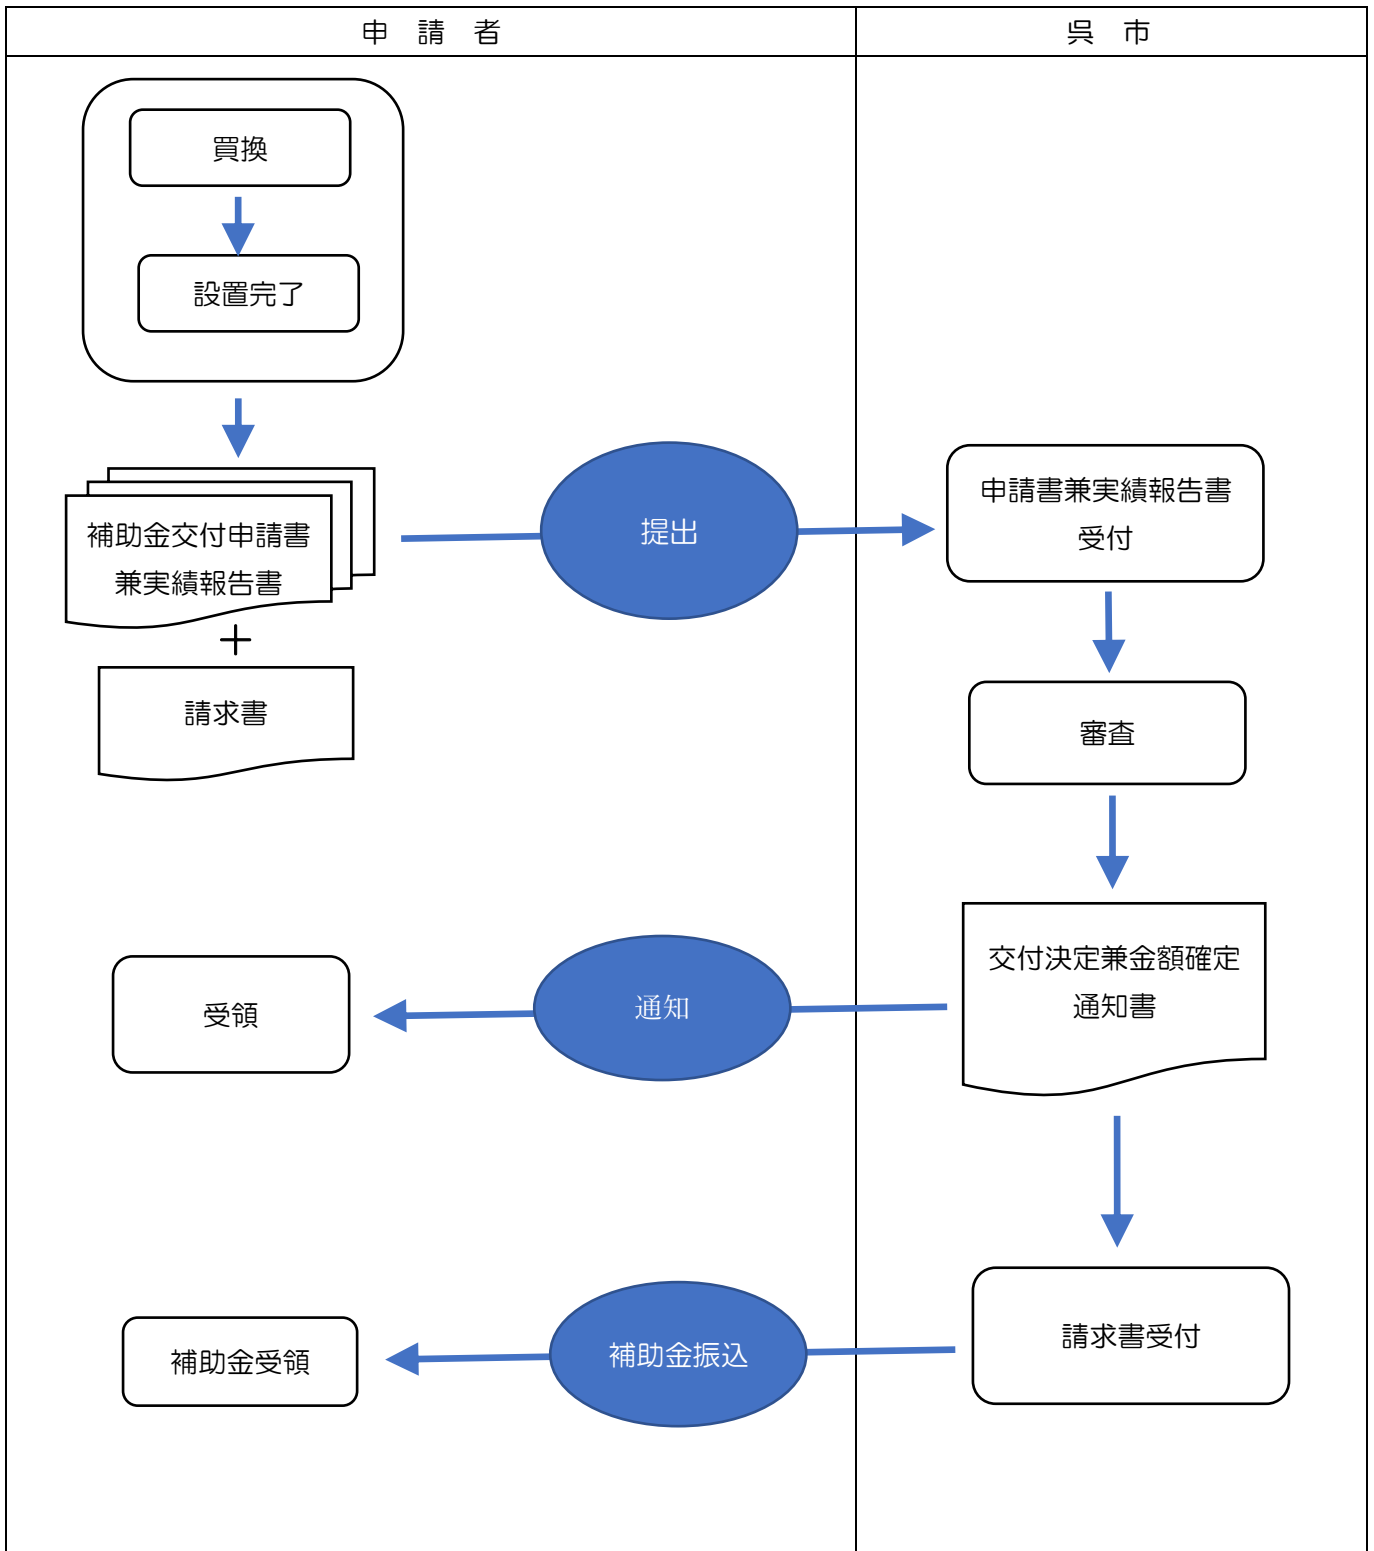 申　請　者
呉　市
買換
設置完了
補助金交付申請書
兼実績報告書
＋
請求書
提出
申請書兼実績報告書
受付
審査
交付決定兼金額確定
通知書
通知
受領
請求書受付
補助金振込
補助金受領